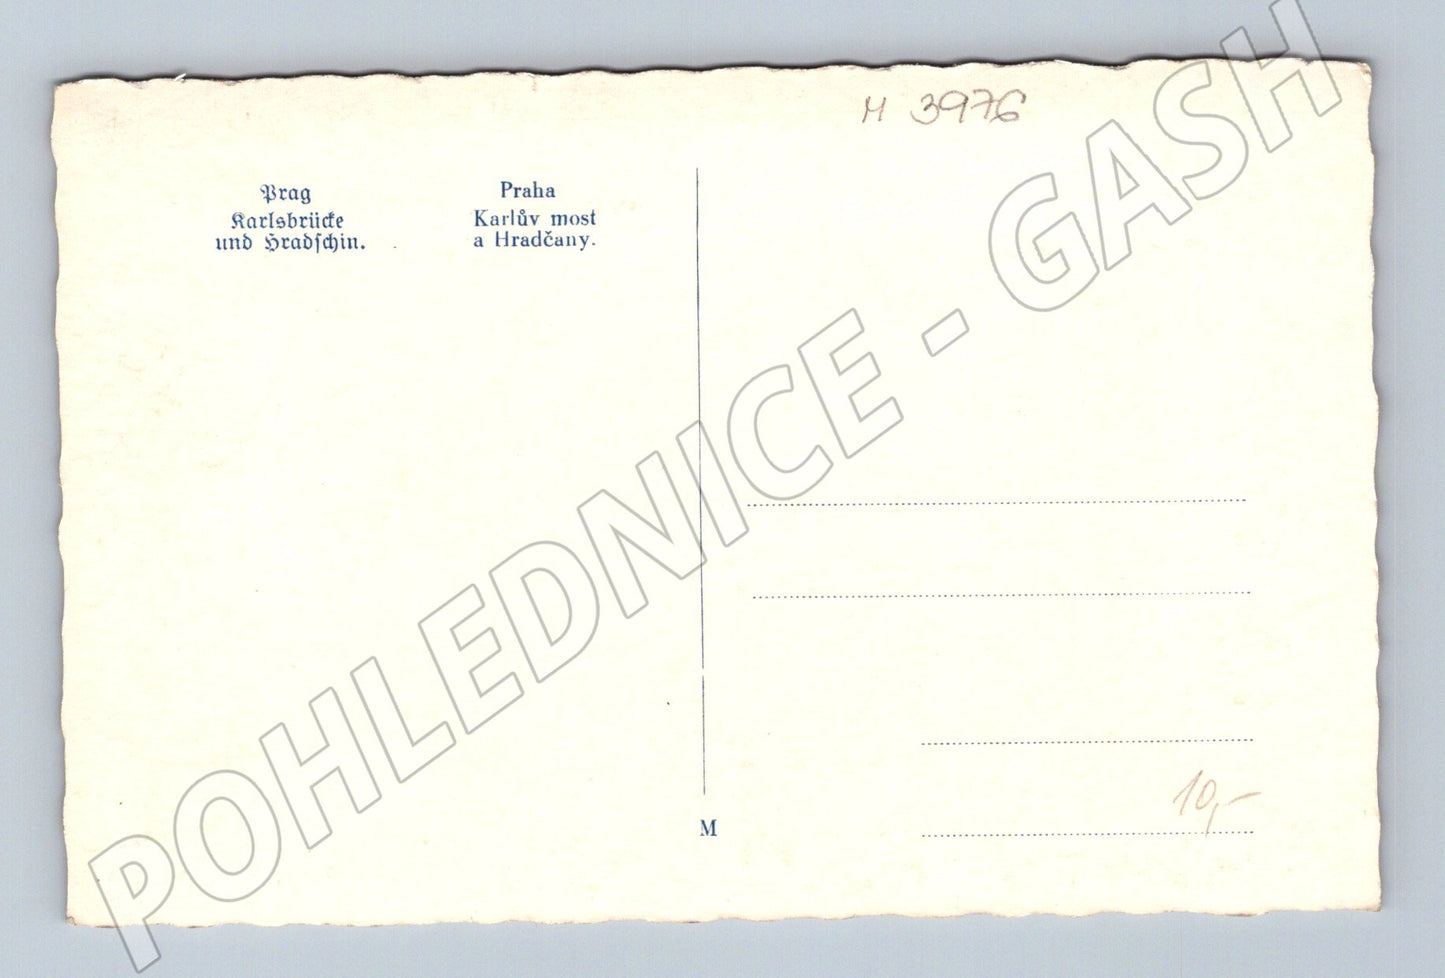 M 3976
Prag
Karlsbrücke
und Hradschin.
Praha
Karlův most
a Hradčany.
POHLEDNICE - GASH
10,-
M